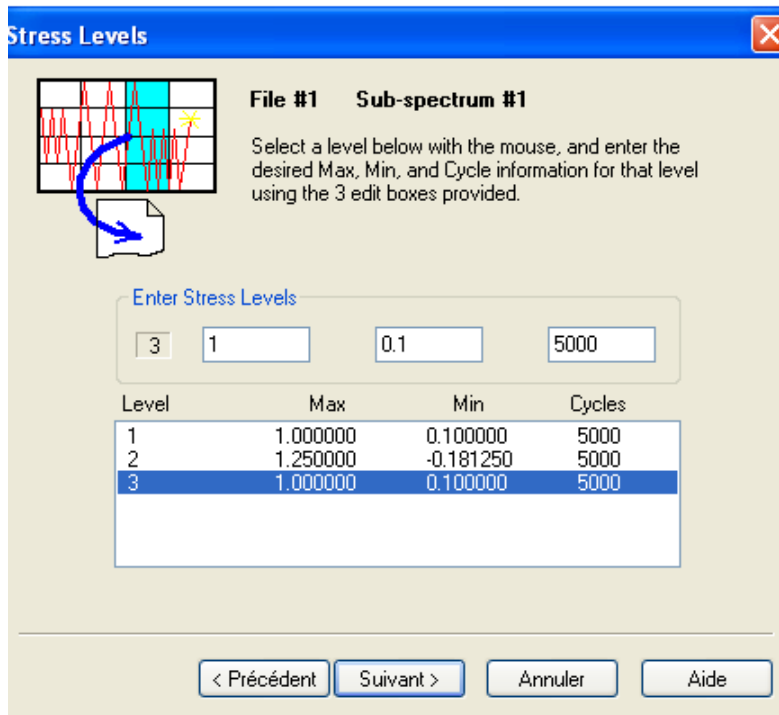 Stress Levels
File #1 Sub-spectrum #1
Select a level below with the mouse, and enter the
desired Max, Min, and Cycle information for that level
using the 3 edit boxes provided.
Enter Stress Levels
3 1 0.1 5000
Level Max Min Cycles
1 1.000000 0.100000 5000
2 1.250000 -0.181250 5000
3 1.000000 0.100000 5000
< Précédent Suivant > Annuler Aide